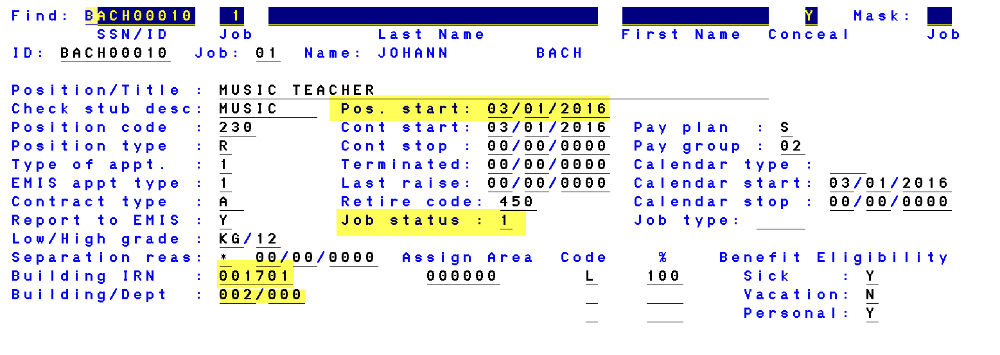 Find: BACH00010 1 Y Mask:
SSN/ID Job Last Name First Name Conceal Job
ID: BACH00010 Job: 01 Name: JOHANN BACH
Position/Title : MUSIC TEACHER
Check stub desc: MUSIC Pos. start: 03/01/2016
Position code : 230 Cont start: 03/01/2016 Pay plan : S
Position type : R Cont stop : 00/00/0000 Pay group : 02
Type of appt. : 1 Terminated: 00/00/0000 Calendar type :
EMIS appt type : 1 Last raise: 00/00/0000 Calendar start: 03/01/2016
Contract type : A Retire code: 450 Calendar stop : 00/00/0000
Report to EMIS : Y Job status : 1 Job type:
Low/High grade : KG/12
Separation reas: * 00/00/0000 Assign Area Code % Benefit Eligibility
Building IRN : 001701 000000 L 100 Sick : Y
Building/Dept : 002/000 Vacation: N
Personal: Y